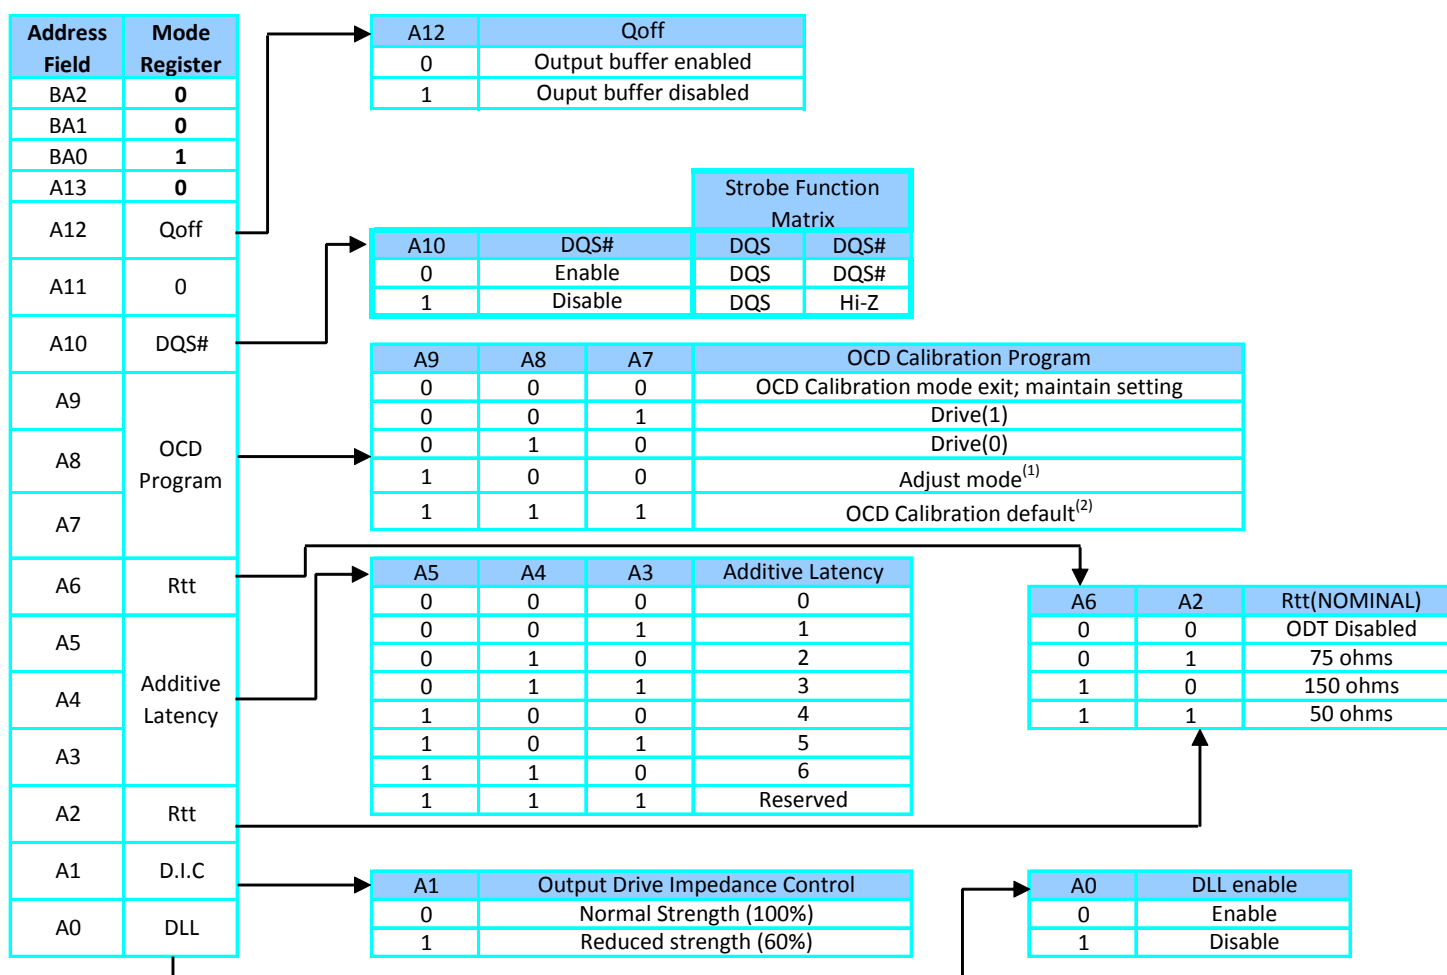 Address Field Mode Register
BA2 0
BA1 0
BA0 1
A13 0
A12 Qoff
A11 0
A10 DQS#
A9
A8 OCD Program
A7
A6 Rtt
A5
A4 Additive Latency
A3
A2 Rtt
A1 D.I.C
A0 DLL
A12 Qoff
0 Output buffer enabled
1 Ouput buffer disabled
Strobe Function Matrix
A10 DQS# DQS DQS#
0 Enable DQS DQS#
1 Disable DQS Hi-Z
A9 A8 A7 OCD Calibration Program
0 0 0 OCD Calibration mode exit; maintain setting
0 0 1 Drive(1)
0 1 0 Drive(0)
1 0 0 Adjust mode(1)
1 1 1 OCD Calibration default(2)
A5 A4 A3 Additive Latency
0 0 0 0
0 0 1 1
0 1 0 2
0 1 1 3
1 0 0 4
1 0 1 5
1 1 0 6
1 1 1 Reserved
A6 A2 Rtt(NOMINAL)
0 0 ODT Disabled
0 1 75 ohms
1 0 150 ohms
1 1 50 ohms
A1 Output Drive Impedance Control
0 Normal Strength (100%)
1 Reduced strength (60%)
A0 DLL enable
0 Enable
1 Disable